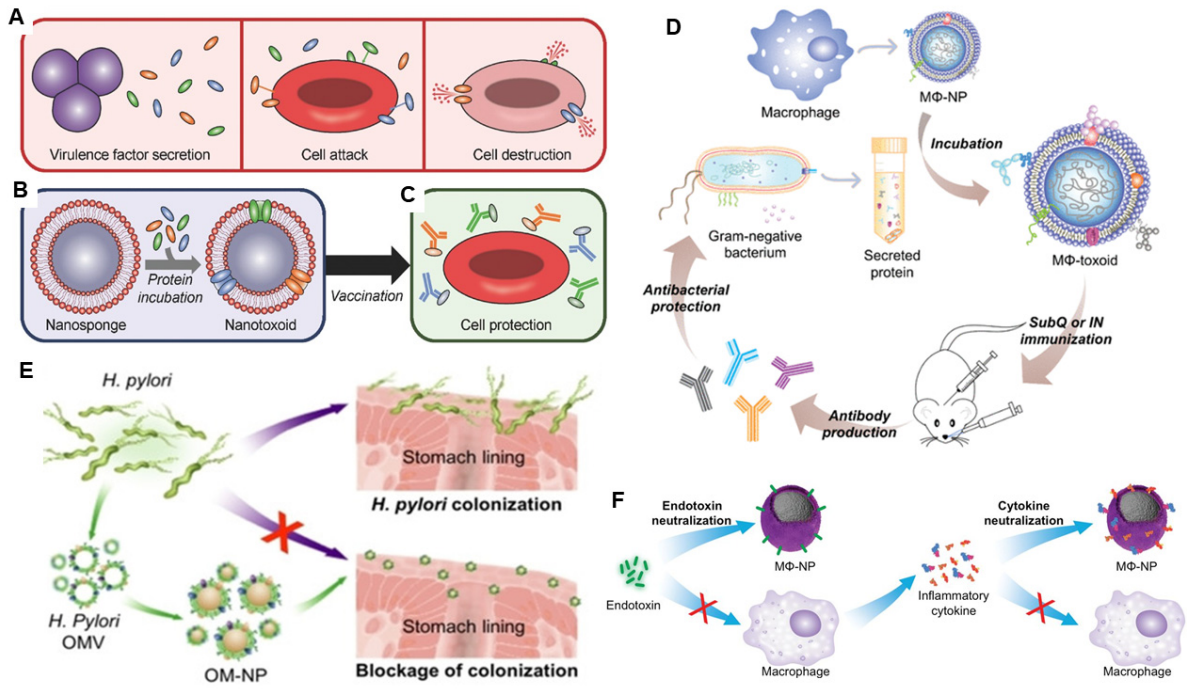 A
Virulence factor secretion
Cell attack
Cell destruction
B
Nanosponge
Protein
incubation
Nanotoxoid
Vaccination
C
Cell protection
D
Macrophage
MΦ-NP
Incubation
Gram-negative
bacterium
Secreted
protein
MΦ-toxoid
SubQ or IN
immunization
Antibody
production
Antibacterial
protection
E
H. pylori
Stomach lining
H. pylori colonization
H. Pylori
OMV
OM-NP
Stomach lining
Blockage of colonization
F
Endotoxin
neutralization
MΦ-NP
Endotoxin
Macrophage
Inflammatory
cytokine
Cytokine
neutralization
MΦ-NP
Macrophage